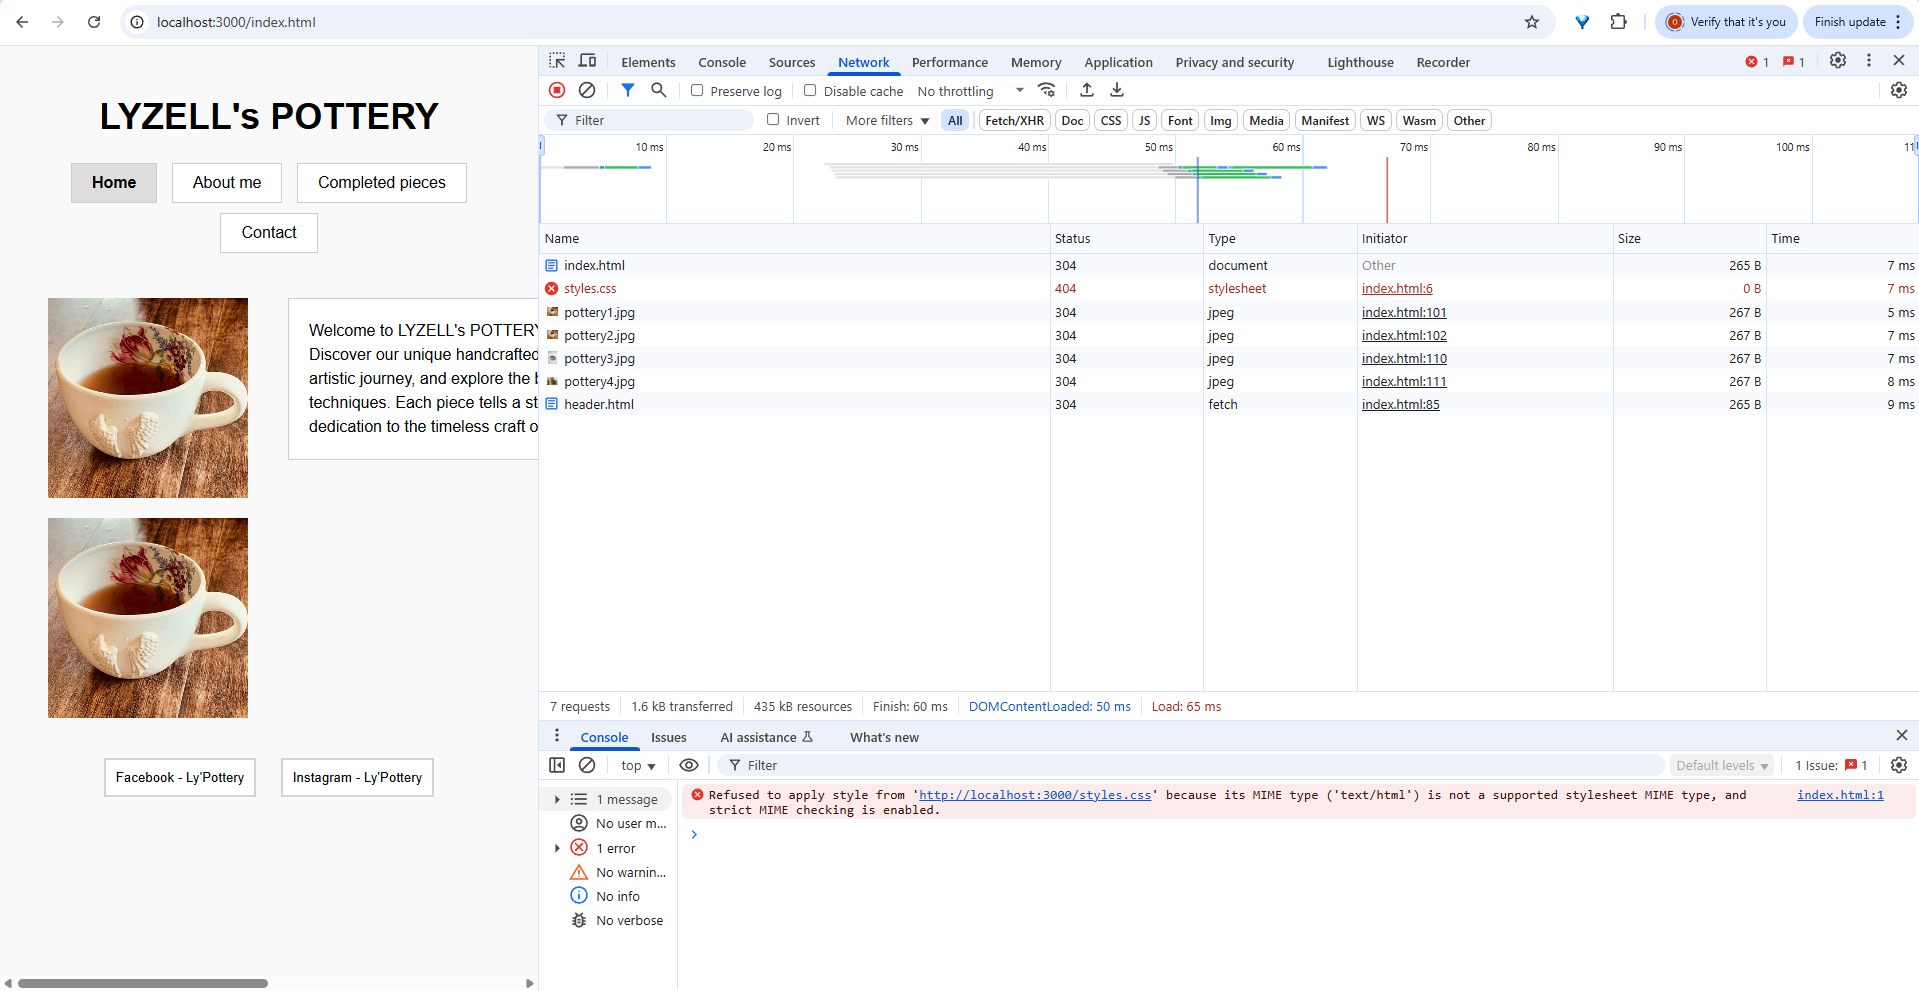 localhost:3000/index.html
Verify that it's you
Finish update
LYZELL's POTTERY
Home
About me
Completed pieces
Contact
Welcome to LYZELL's POTTERY
Discover our unique handcrafted
artistic journey, and explore the b
techniques. Each piece tells a st
dedication to the timeless craft o
Facebook - Ly'Pottery
Instagram - Ly'Pottery
Elements Console Sources Network Performance Memory Application Privacy and security Lighthouse Recorder 1 1
Preserve log Disable cache No throttling
Filter Invert More filters All Fetch/XHR Doc CSS JS Font Img Media Manifest WS Wasm Other
10 ms 20 ms 30 ms 40 ms 50 ms 60 ms 70 ms 80 ms 90 ms 100 ms 11
Name Status Type Initiator Size Time
index.html 304 document Other 265 B 7 ms
styles.css 404 stylesheet index.html:6 0 B 7 ms
pottery1.jpg 304 jpeg index.html:101 267 B 5 ms
pottery2.jpg 304 jpeg index.html:102 267 B 7 ms
pottery3.jpg 304 jpeg index.html:110 267 B 7 ms
pottery4.jpg 304 jpeg index.html:111 267 B 8 ms
header.html 304 fetch index.html:85 265 B 9 ms
7 requests 1.6 kB transferred 435 kB resources Finish: 60 ms DOMContentLoaded: 50 ms Load: 65 ms
Console Issues AI assistance What's new
top Filter Default levels 1 Issue: 1
1 message
No user m...
1 error
No warnin...
No info
No verbose
Refused to apply style from 'http://localhost:3000/styles.css' because its MIME type ('text/html') is not a supported stylesheet MIME type, and index.html:1
strict MIME checking is enabled.